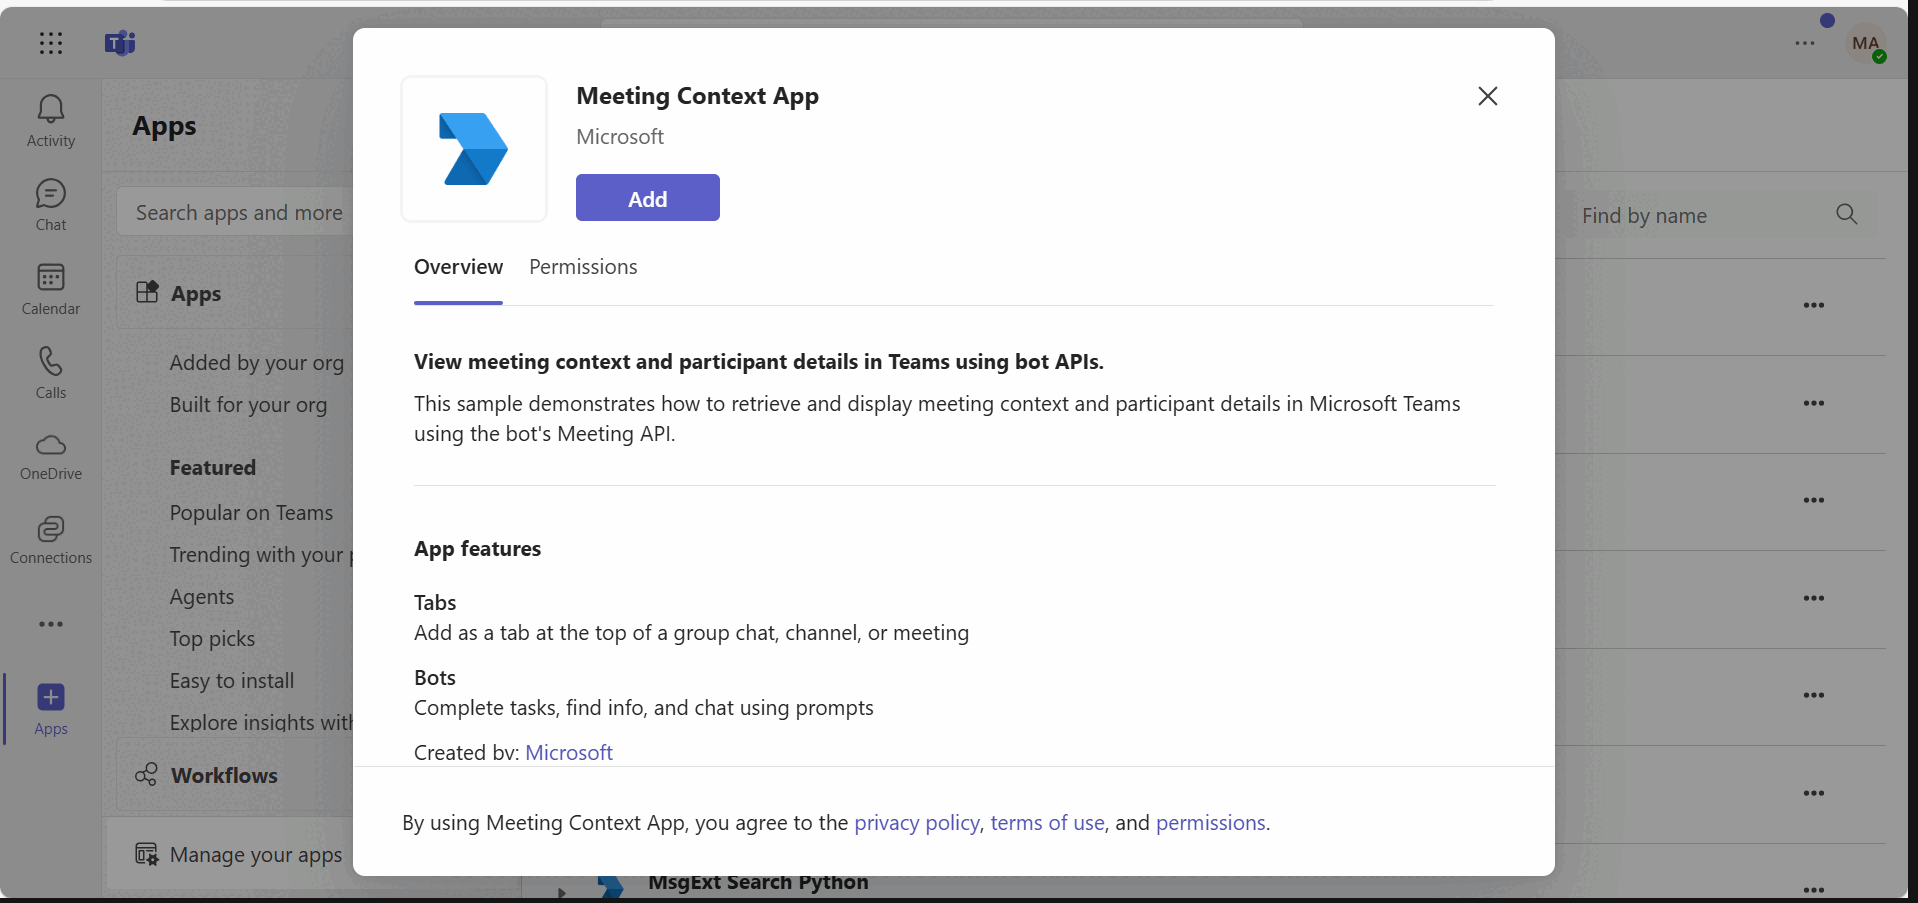 MA
Activity
Chat
Calendar
Calls
OneDrive
Connections
Apps
Apps
Search apps and more
Apps
Added by your org
Built for your org
Featured
Popular on Teams
Trending with your
Agents
Top picks
Easy to install
Explore insights with
Workflows
Manage your apps
Meeting Context App
Microsoft
Add
Overview Permissions
View meeting context and participant details in Teams using bot APIs.
This sample demonstrates how to retrieve and display meeting context and participant details in Microsoft Teams
using the bot's Meeting API.
App features
Tabs
Add as a tab at the top of a group chat, channel, or meeting
Bots
Complete tasks, find info, and chat using prompts
Created by: Microsoft
By using Meeting Context App, you agree to the privacy policy, terms of use, and permissions.
Find by name
MsgExt Search Python